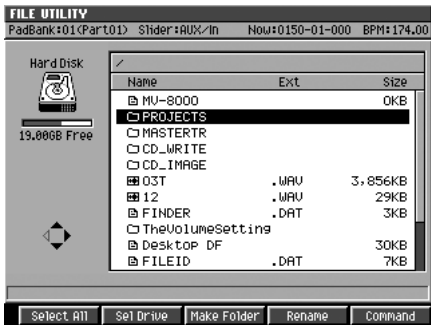 FILE UTILITY
PadBank:01(Part01) Slider:AUX/In Now:0150-01-000 BPM:174.00
Hard Disk
19.00GB Free
/
Name Ext Size
MV-8000 0KB
PROJECTS
MASTERTR
CD_WRITE
CD_IMAGE
03T .WAV 3,856KB
12 .WAV 29KB
FINDER .DAT 3KB
TheVolumeSetting
Desktop DF 30KB
FILEID .DAT 7KB
Select All Sel Drive Make Folder Rename Command